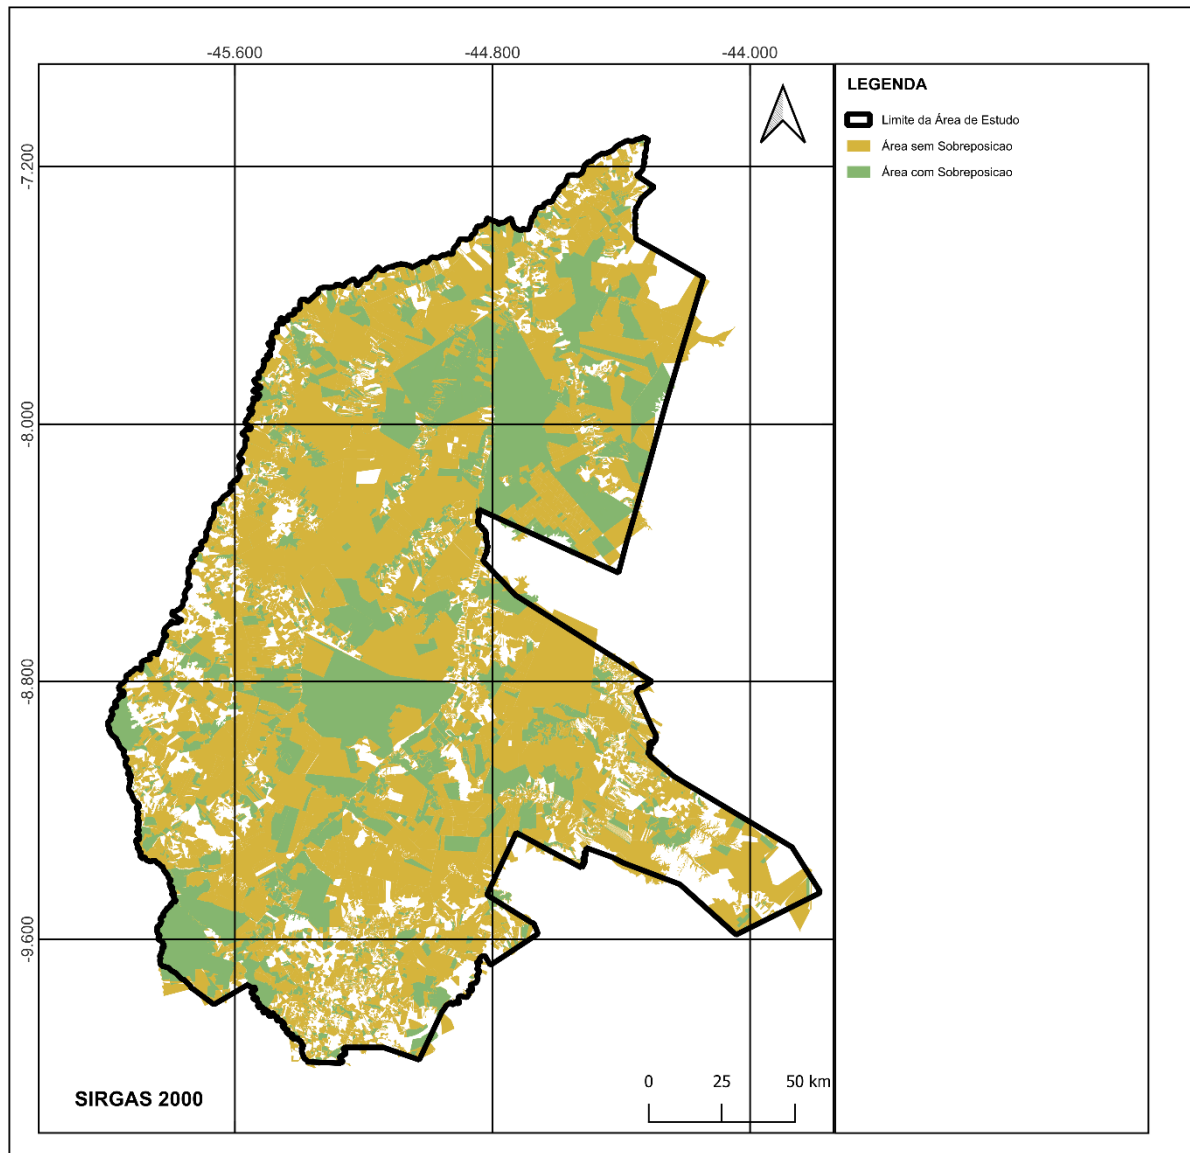 -45.600
-44.800
-44.000
LEGENDA
Limite da Área de Estudo
Área sem Sobreposicao
Área com Sobreposicao
-7.200
-8.000
-8.800
-9.600
SIRGAS 2000
0 25 50 km